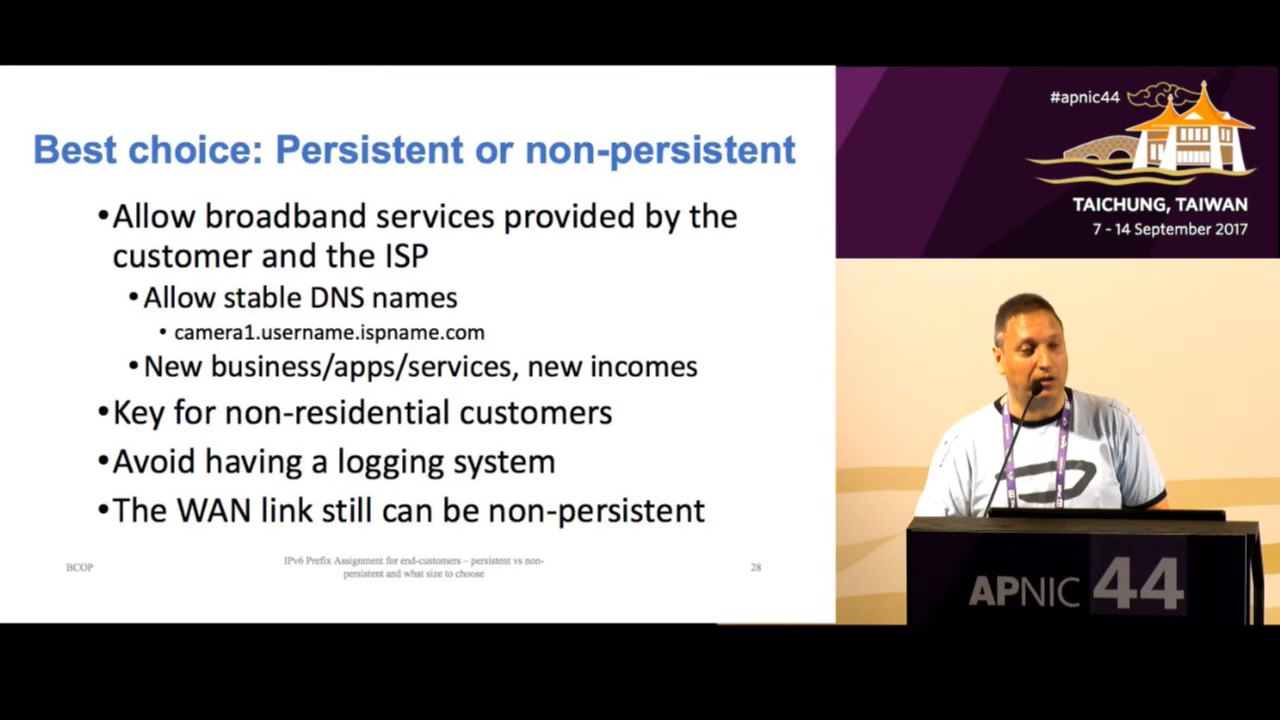 Best choice: Persistent or non-persistent
•Allow broadband services provided by the
customer and the ISP
•Allow stable DNS names
• camera1.username.ispname.com
•New business/apps/services, new incomes
•Key for non-residential customers
•Avoid having a logging system
•The WAN link still can be non-persistent
BCOP
IPv6 Prefix Assignment for end-customers – persistent vs non-
persistent and what size to choose
28
#apnic44
TAICHUNG, TAIWAN
7 - 14 September 2017
APNIC 44